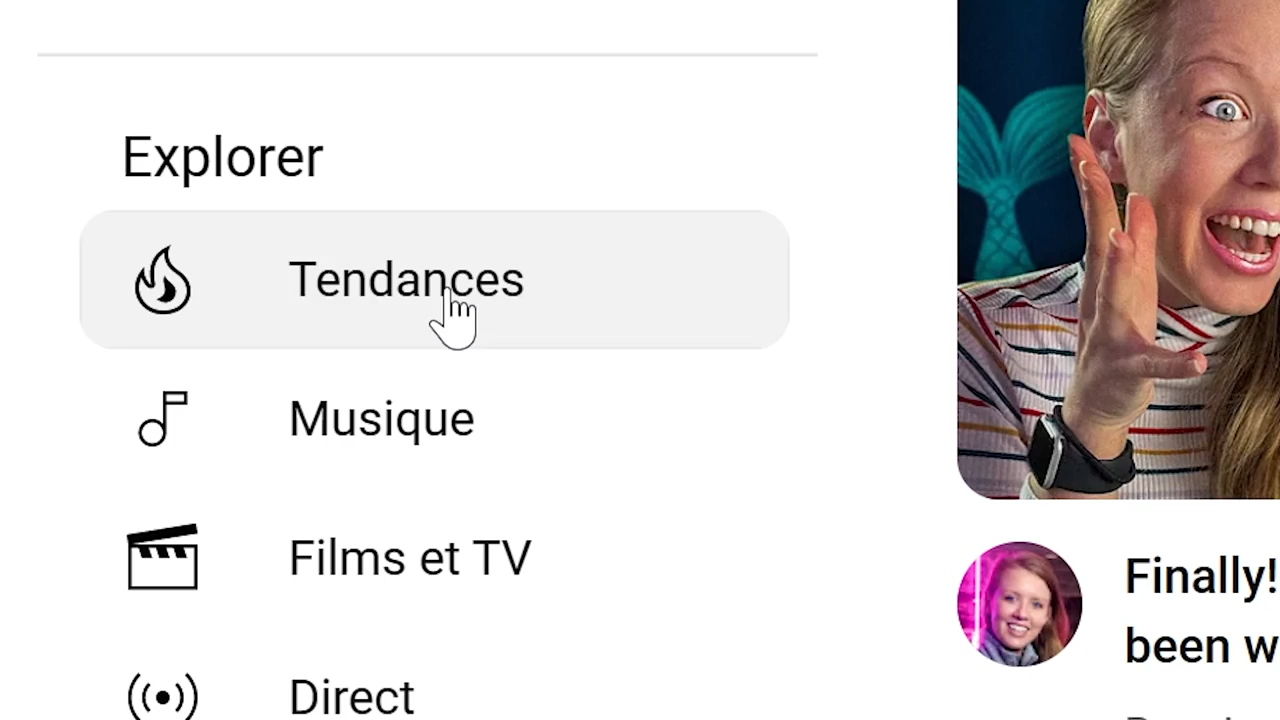 Explorer
Tendances
Musique
Films et TV
Direct
Finally!
been w